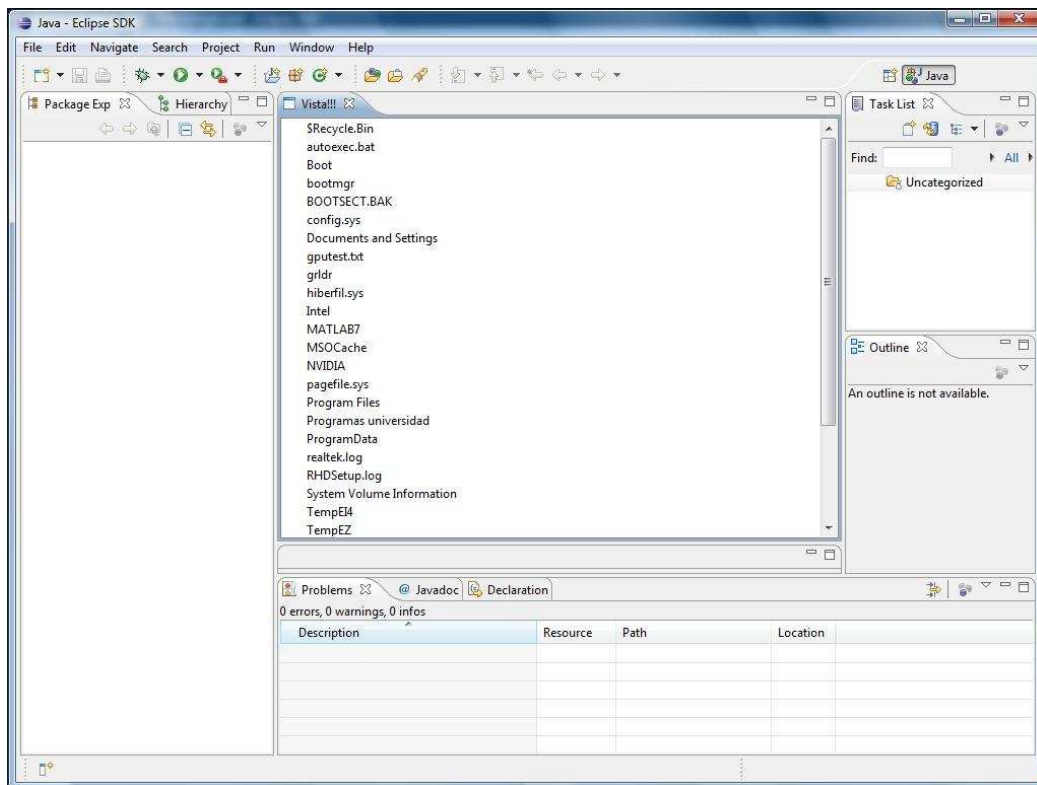 Java - Eclipse SDK
File Edit Navigate Search Project Run Window Help
Java
Package Exp Hierarchy
Vista!!!
$Recycle.Bin
autoexec.bat
Boot
bootmgr
BOOTSECT.BAK
config.sys
Documents and Settings
gputest.txt
grldr
hiberfil.sys
Intel
MATLAB7
MSOCache
NVIDIA
pagefile.sys
Program Files
Programas universidad
ProgramData
realtek.log
RHDSetup.log
System Volume Information
TempEI4
TempEZ
Task List
Find: All
Uncategorized
Outline
An outline is not available.
Problems @ Javadoc Declaration
0 errors, 0 warnings, 0 infos
Description Resource Path Location